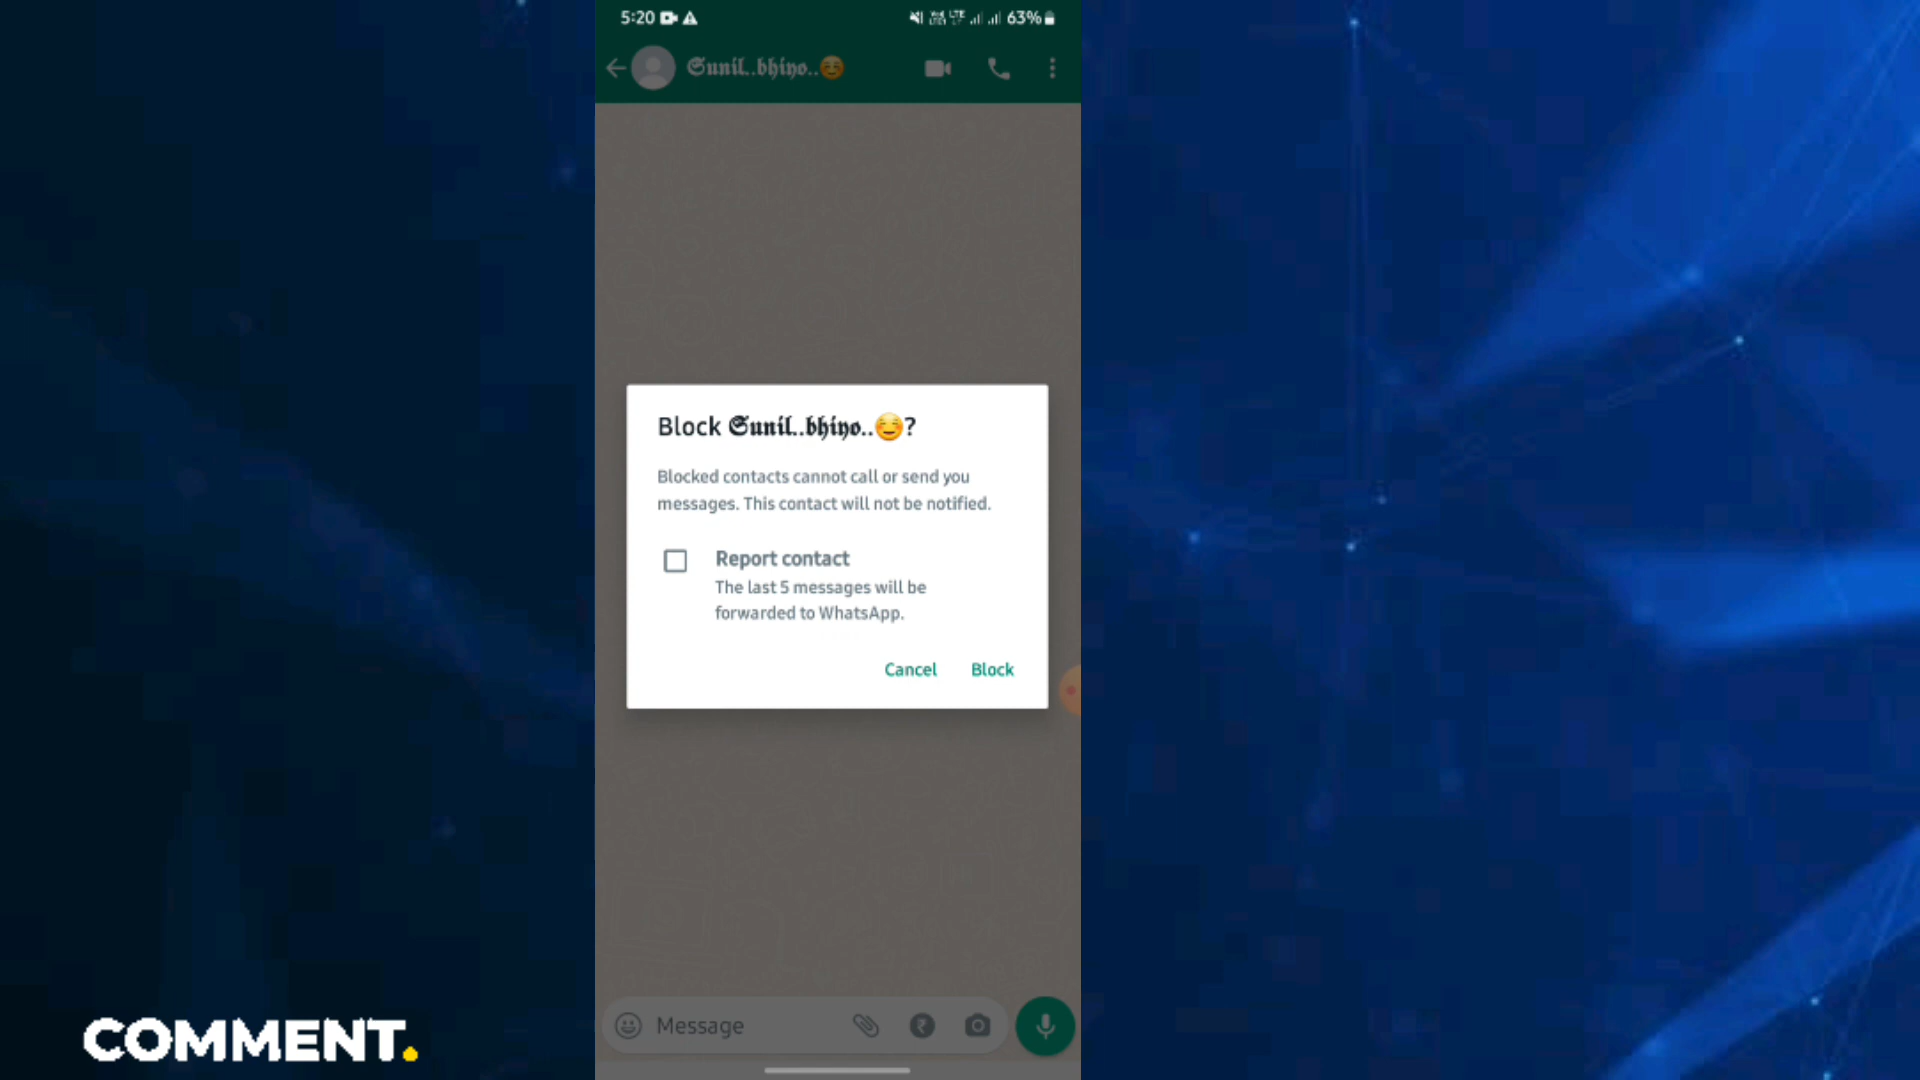 5:20 63%
𝕾𝖚𝖓𝖎𝖑..𝖇𝖍𝖎𝖞𝖔..☺️
Block 𝕾𝖚𝖓𝖎𝖑..𝖇𝖍𝖎𝖞𝖔..☺️?
Blocked contacts cannot call or send you
messages. This contact will not be notified.
Report contact
The last 5 messages will be
forwarded to WhatsApp.
Cancel Block
Message
COMMENT.